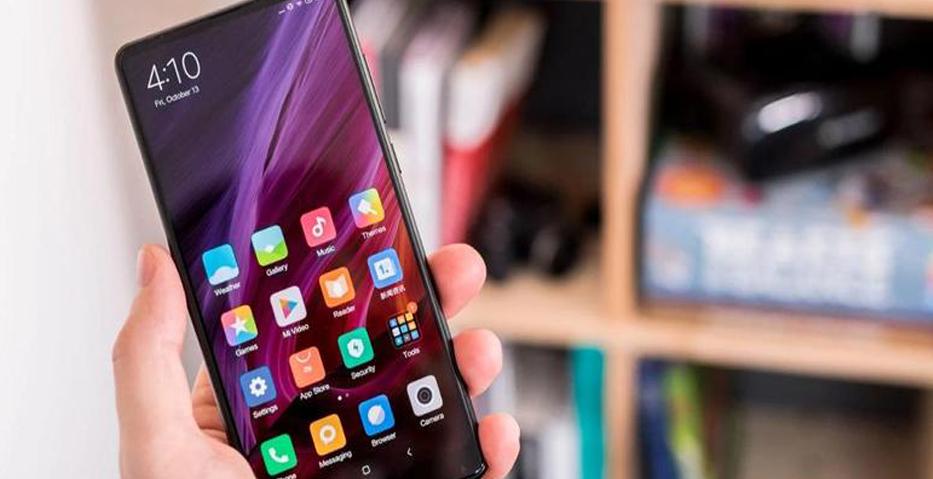 4:10
Fri, October 13
Weather
Gallery
Music
Themes
Games
Mi Video
Reader
新闻资讯
Settings
App Store
Security
Tools
Messaging
Browser
Camera